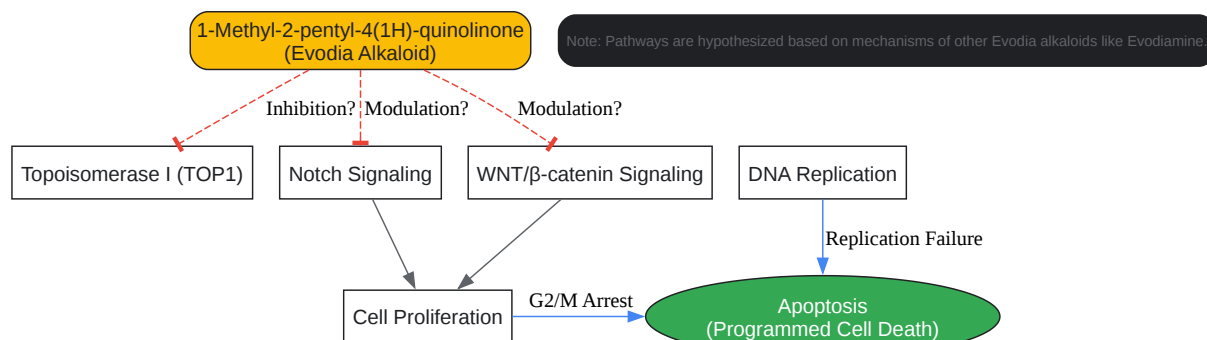 1-Methyl-2-pentyl-4(1H)-quinolinone
(Evodia Alkaloid)
Note: Pathways are hypothesized based on mechanisms of other Evodia alkaloids like Evodiamine.
Inhibition?
Modulation?
Modulation?
Topoisomerase I (TOP1)
Notch Signaling
WNT/β-catenin Signaling
DNA Replication
Replication Failure
Cell Proliferation
G2/M Arrest
Apoptosis
(Programmed Cell Death)